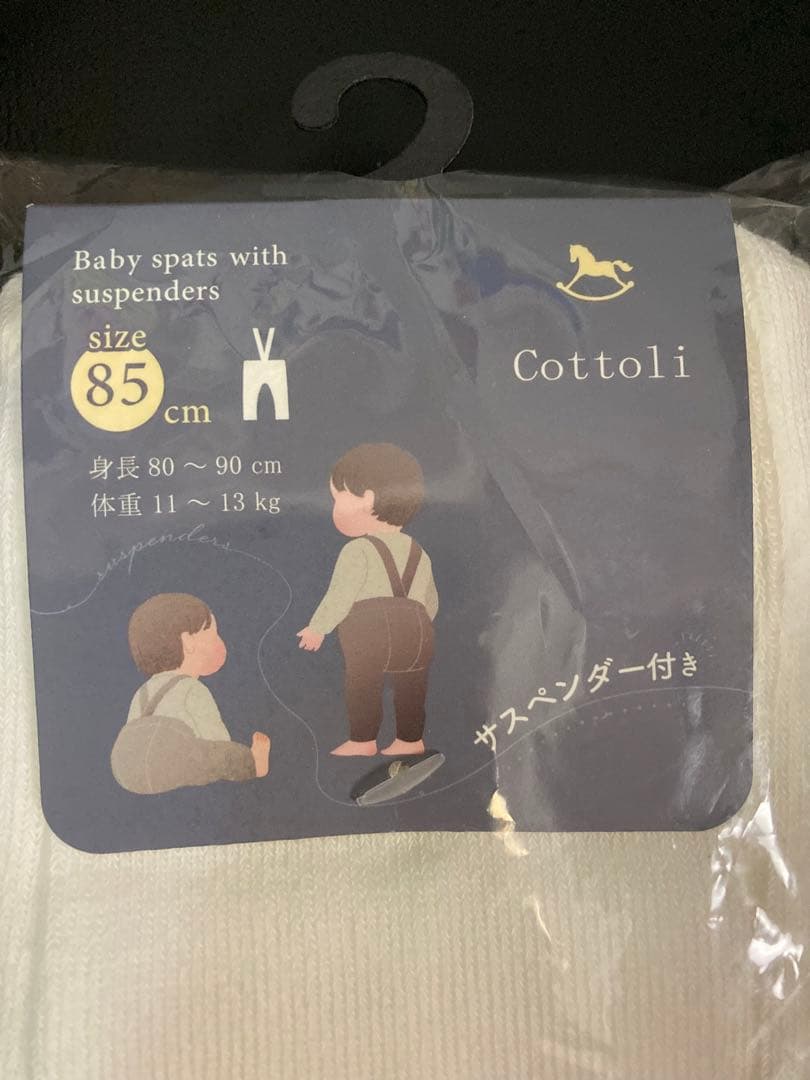 Baby spats with
suspenders
size
85 cm
Cottoli
身長 80 〜 90 cm
体重 11 〜 13 kg
suspenders
サスペンダー付き